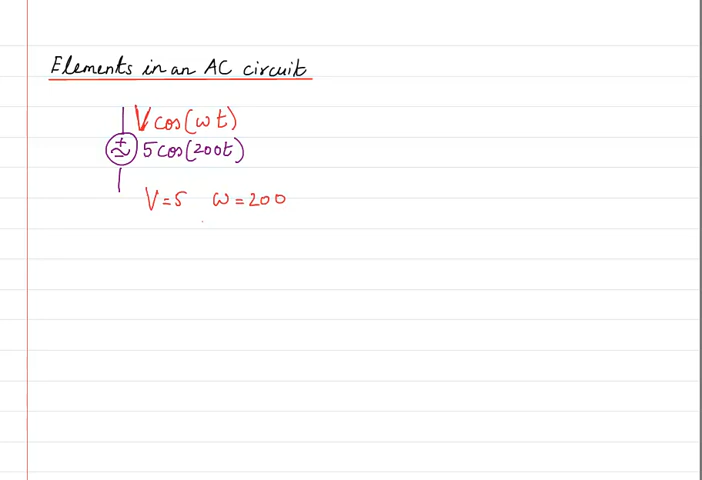 Elements in an AC circuit
V cos(ωt)
5 cos(200t)
V = 5 ω = 200